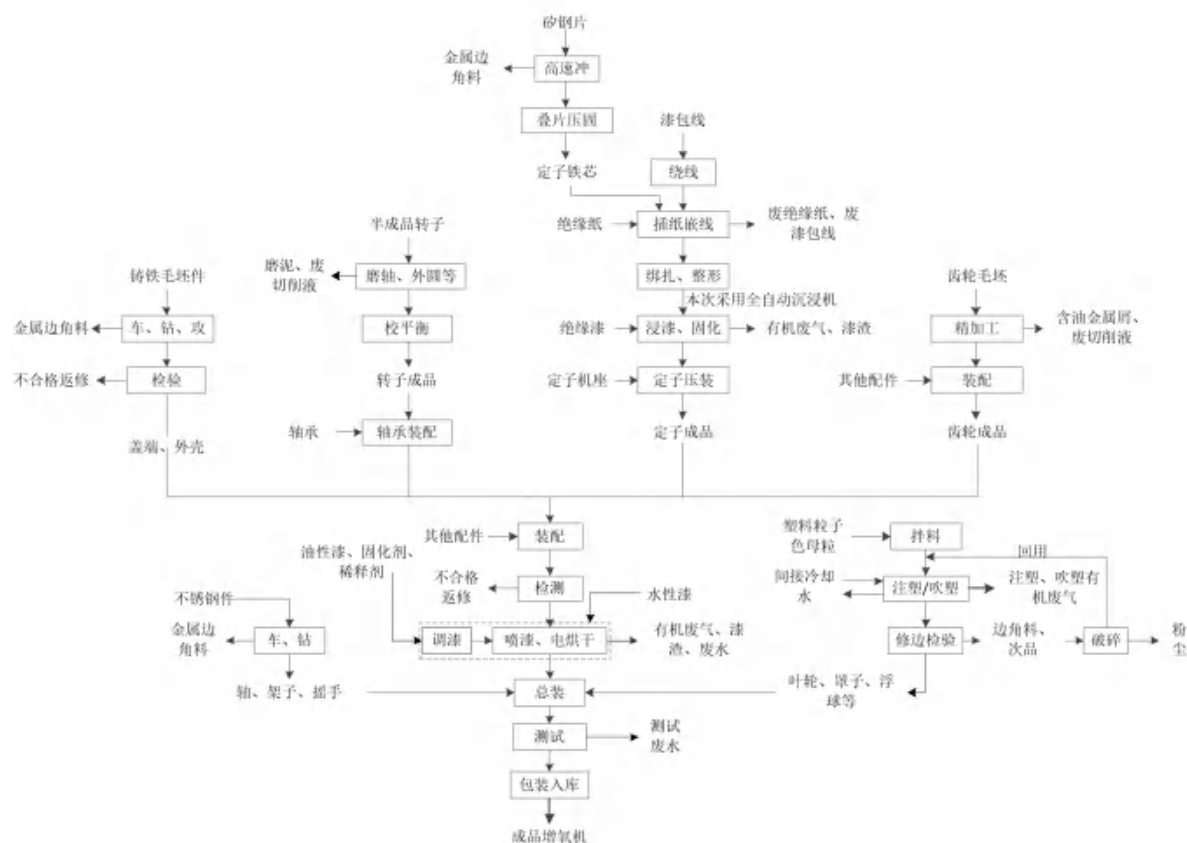 矽钢片
金属边
角料
高速冲
叠片压固
漆包线
定子铁芯
绕线
半成品转子
绝缘纸
插纸嵌线
废绝缘纸、废
漆包线
铸铁毛坯件
磨泥、废
切削液
磨轴、外圆等
绑扎、整形
齿轮毛坯
本次采用全自动沉浸机
金属边角料
车、钻、攻
校平衡
绝缘漆
浸漆、固化
有机废气、漆渣
精加工
含油金属屑、
废切削液
不合格返修
检验
转子成品
定子机座
定子压装
其他配件
装配
盖端、外壳
轴承
轴承装配
定子成品
齿轮成品
其他配件
装配
塑料粒子
色母粒
拌料
油性漆、固化剂、
稀释剂
回用
不合格
返修
检测
间接冷却
水
注塑/吹塑
注塑、吹塑有
机废气
不锈钢件
水性漆
金属边
角料
车、钻
调漆
喷漆、电烘干
有机废气、漆
渣、废水
修边检验
边角料、
次品
破碎
粉
尘
轴、架子、摇手
总装
叶轮、罩子、浮
球等
测试
测试
废水
包装入库
成品增氧机